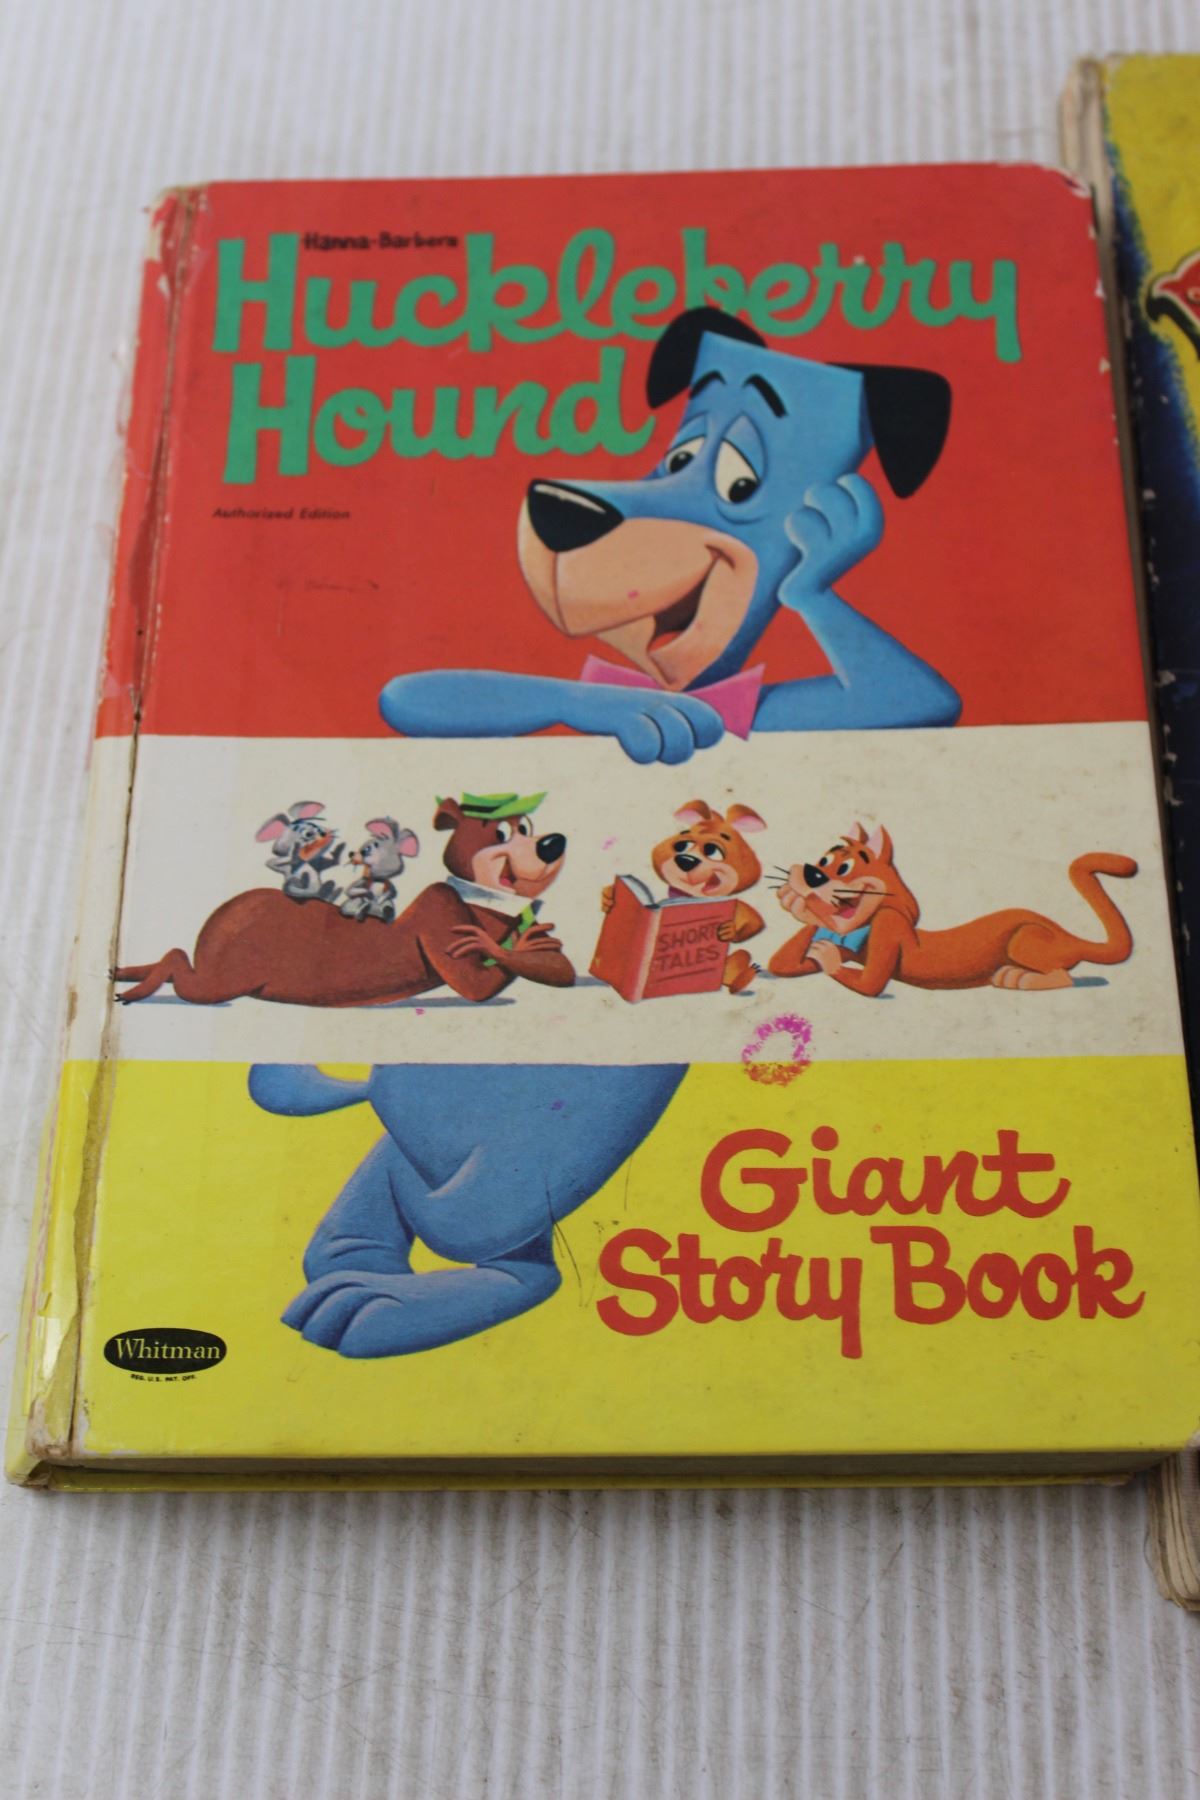 Hanna-Barbera
Huckleberry
Hound
Authorized Edition
SHORT
TALES
Giant
Story Book
Whitman
REG. U.S. PAT. OFF.